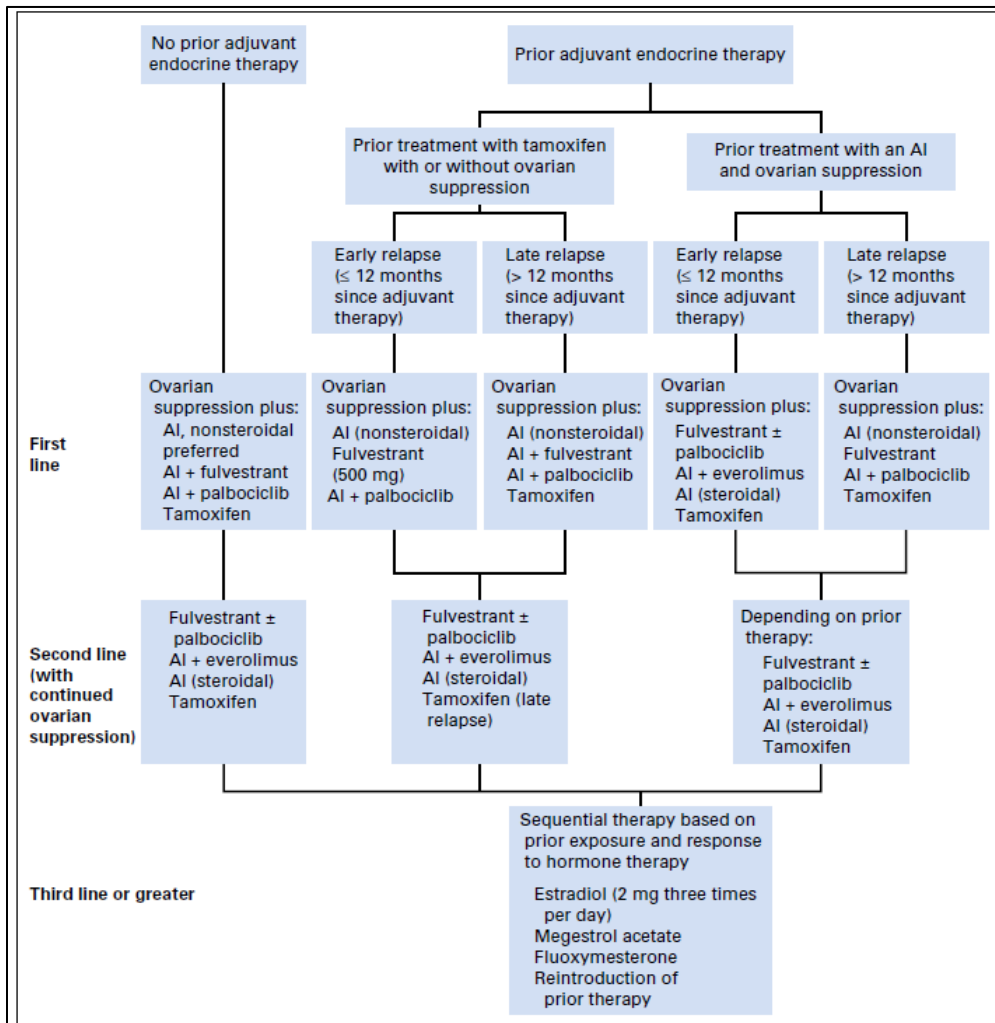 No prior adjuvant
endocrine therapy
Prior adjuvant endocrine therapy
Prior treatment with tamoxifen
with or without ovarian
suppression
Prior treatment with an AI
and ovarian suppression
Early relapse
(≤ 12 months
since adjuvant
therapy)
Late relapse
(> 12 months
since adjuvant
therapy)
Early relapse
(≤ 12 months
since adjuvant
therapy)
Late relapse
(> 12 months
since adjuvant
therapy)
First
line
Ovarian
suppression plus:
AI, nonsteroidal
preferred
AI + fulvestrant
AI + palbociclib
Tamoxifen
Ovarian
suppression plus:
AI (nonsteroidal)
Fulvestrant
(500 mg)
AI + palbociclib
Ovarian
suppression plus:
AI (nonsteroidal)
AI + fulvestrant
AI + palbociclib
Tamoxifen
Ovarian
suppression plus:
Fulvestrant ±
palbociclib
AI + everolimus
AI (steroidal)
Tamoxifen
Ovarian
suppression plus:
AI (nonsteroidal)
Fulvestrant
AI + palbociclib
Tamoxifen
Second line
(with
continued
ovarian
suppression)
Fulvestrant ±
palbociclib
AI + everolimus
AI (steroidal)
Tamoxifen
Fulvestrant ±
palbociclib
AI + everolimus
AI (steroidal)
Tamoxifen (late
relapse)
Depending on prior
therapy:
Fulvestrant ±
palbociclib
AI + everolimus
AI (steroidal)
Tamoxifen
Third line or greater
Sequential therapy based on
prior exposure and response
to hormone therapy
Estradiol (2 mg three times
per day)
Megestrol acetate
Fluoxymesterone
Reintroduction of
prior therapy